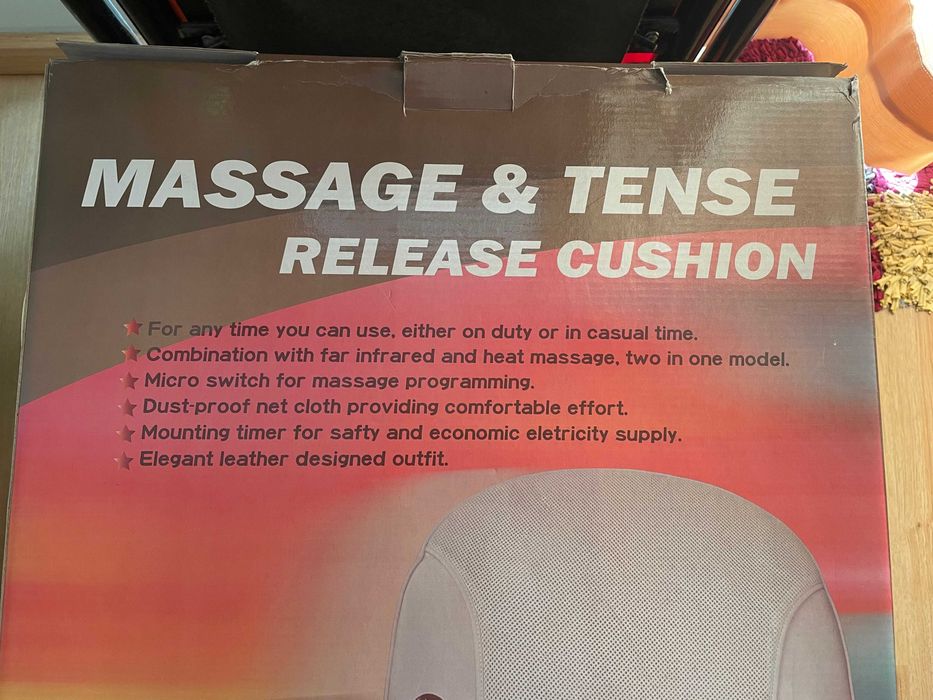 MASSAGE & TENSE
RELEASE CUSHION
For any time you can use, either on duty or in casual time.
Combination with far infrared and heat massage, two in one model.
Micro switch for massage programming.
Dust-proof net cloth providing comfortable effort.
Mounting timer for safty and economic eletricity supply.
Elegant leather designed outfit.